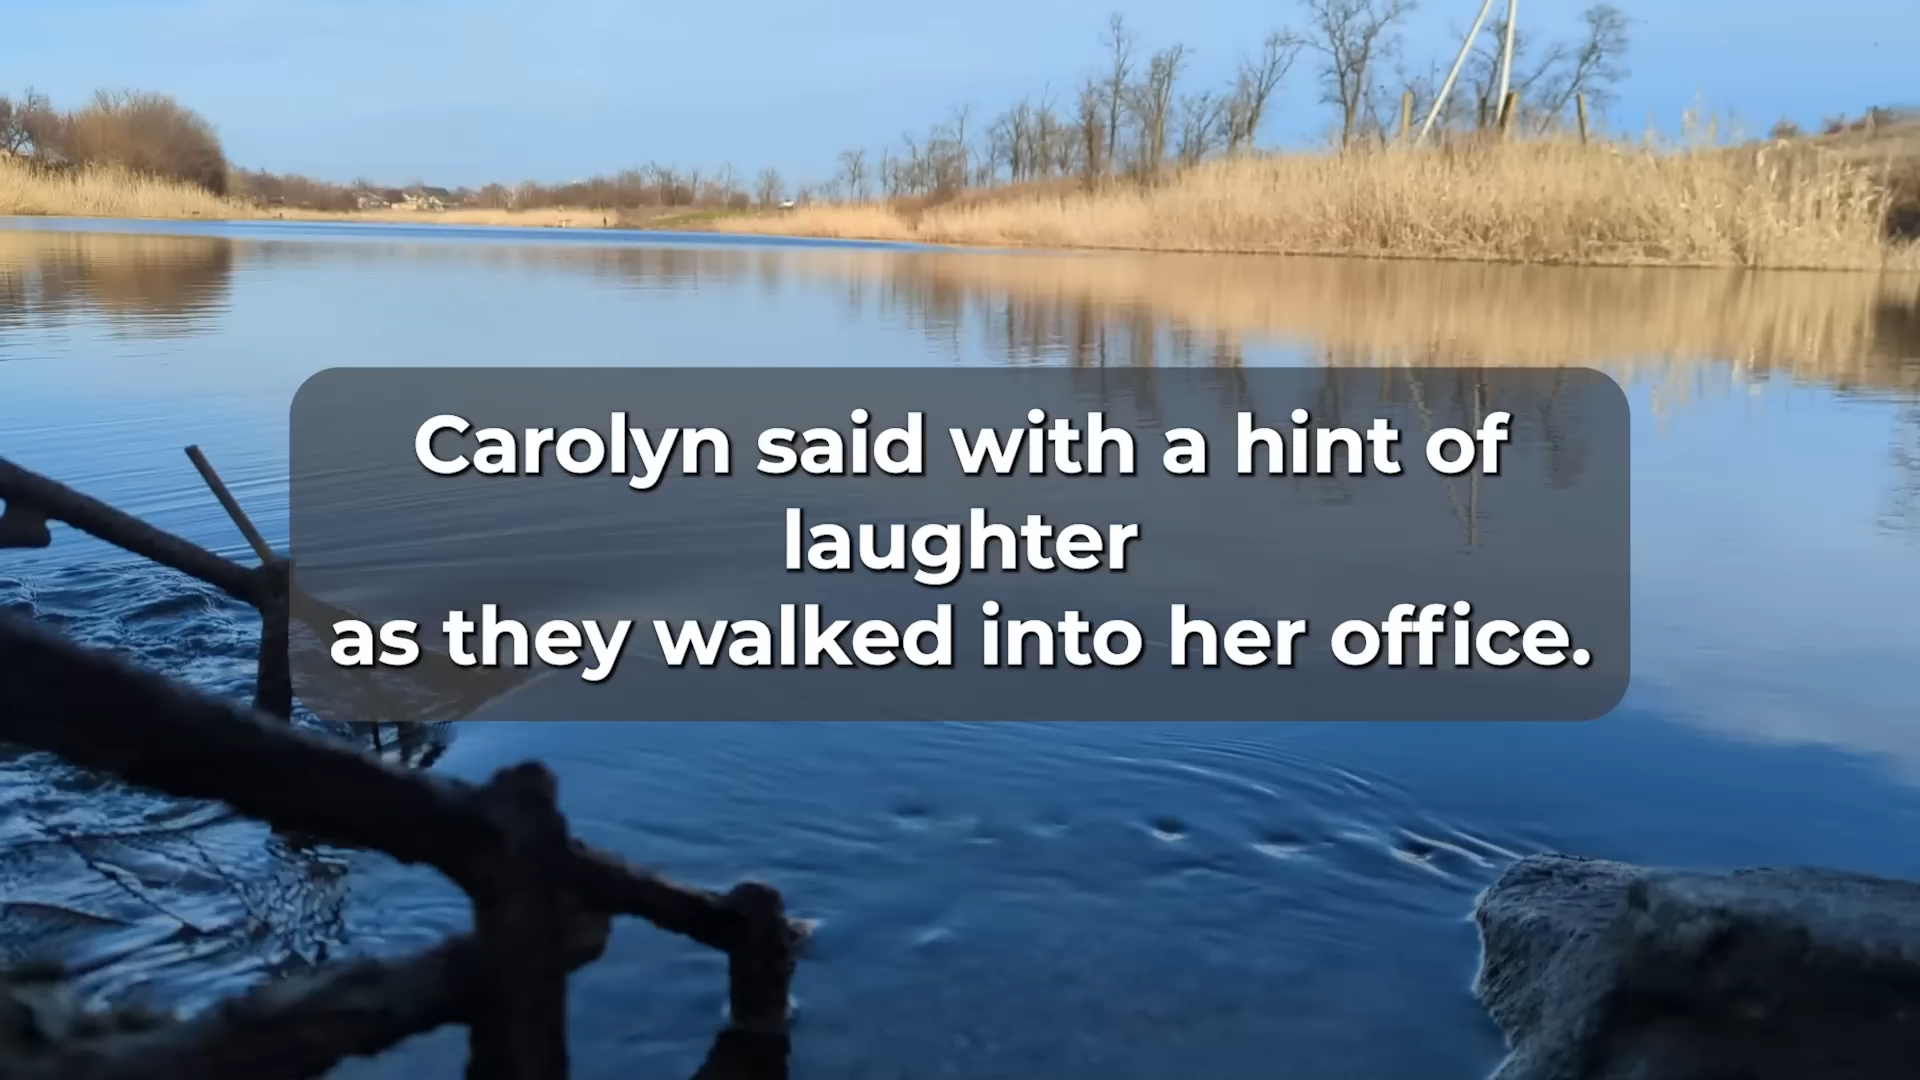 Carolyn said with a hint of
laughter
as they walked into her office.